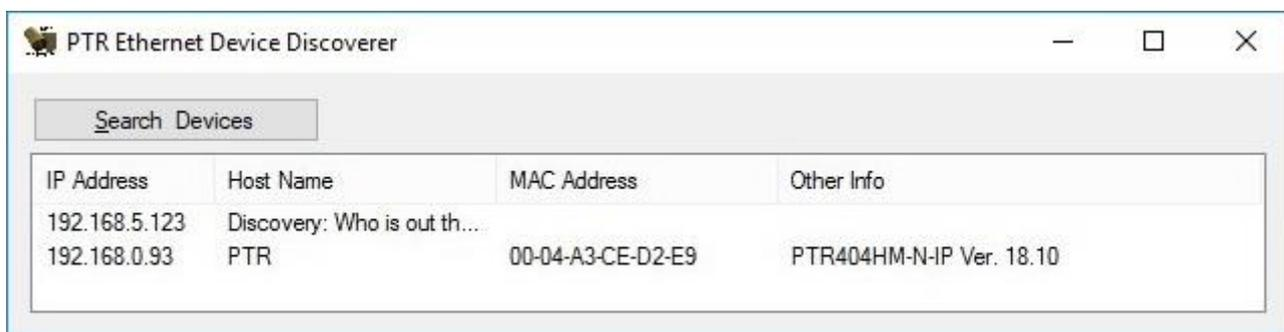 PTR Ethernet Device Discoverer
Search Devices
IP Address Host Name MAC Address Other Info
192.168.5.123 Discovery: Who is out th...
192.168.0.93 PTR 00-04-A3-CE-D2-E9 PTR404HM-N-IP Ver. 18.10